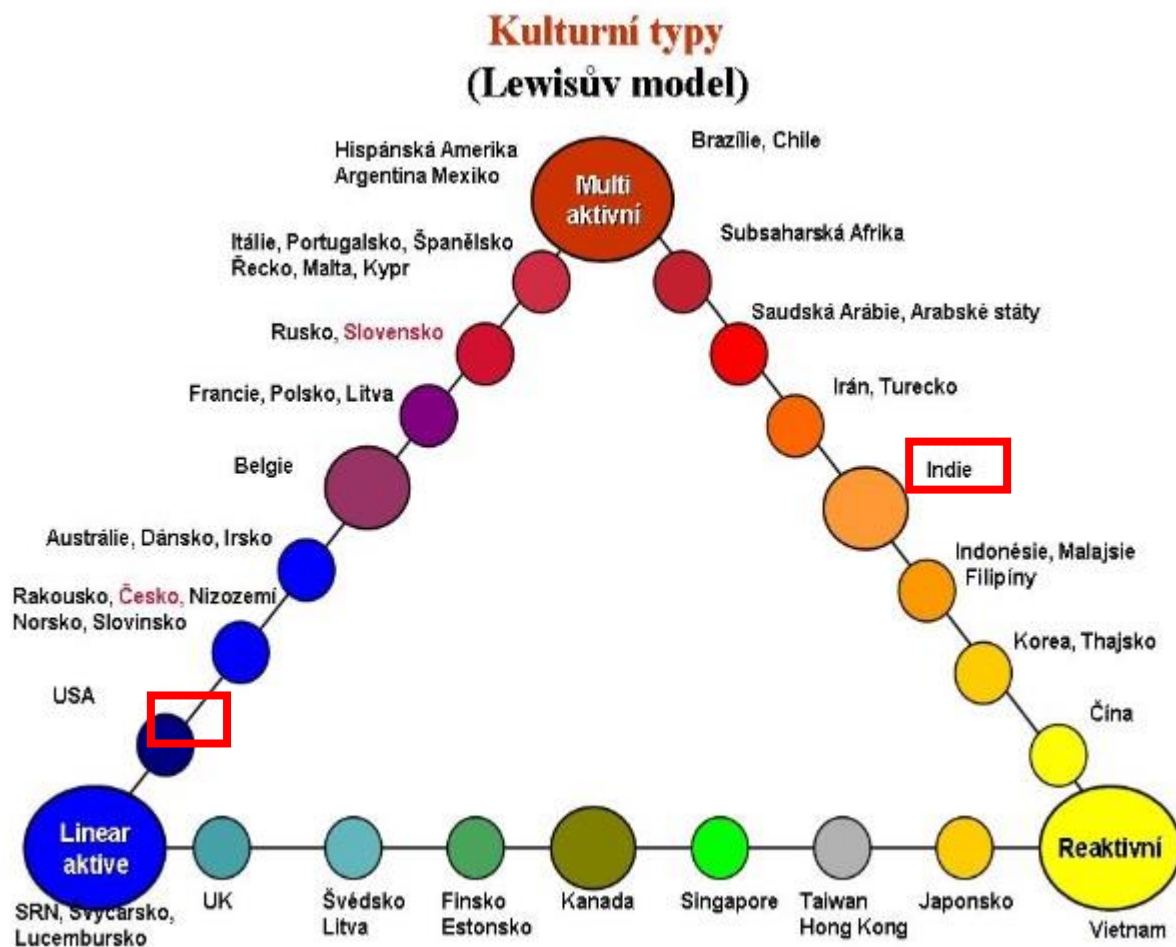 Kulturní typy
(Lewisův model)
Hispánská Amerika
Argentina Mexiko
Multi
aktivní
Brazílie, Chile
Itálie, Portugalsko, Španělsko
Řecko, Malta, Kypr
Subsaharská Afrika
Rusko, Slovensko
Saudská Arábie, Arabské státy
Francie, Polsko, Litva
Irán, Turecko
Belgie
Indie
Austrálie, Dánsko, Irsko
Indonésie, Malajsie
Filipíny
Rakousko, Česko, Nizozemí
Norsko, Slovinsko
Korea, Thajsko
USA
Čína
Linear
aktive
Reaktivní
SRN, Švýcarsko,
Lucembursko
UK
Švédsko
Litva
Finsko
Estonsko
Kanada
Singapore
Taiwan
Hong Kong
Japonsko
Vietnam